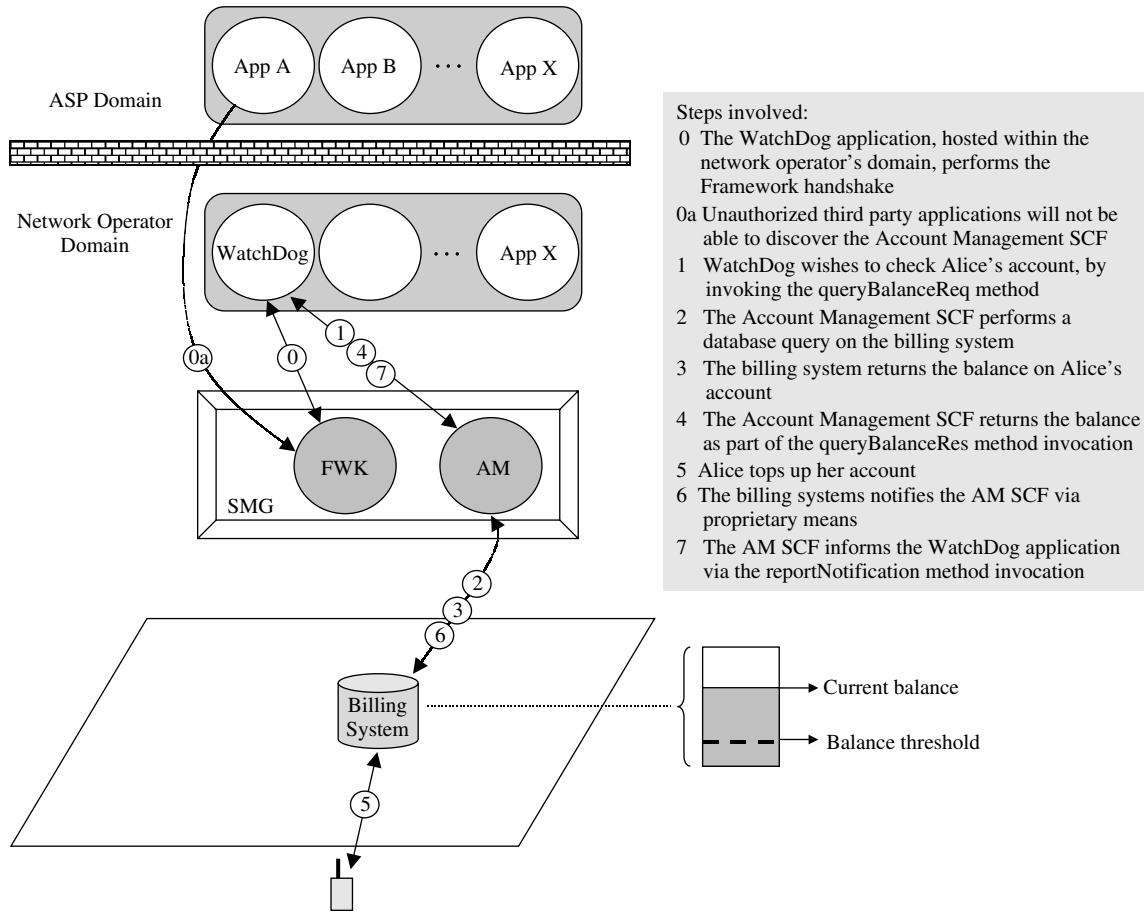 App A
App B
...
App X
ASP Domain
Network Operator
Domain
WatchDog
...
App X
0a
0
1
4
7
FWK
AM
SMG
2
3
6
Billing
System
5
Current balance
Balance threshold
Steps involved:
0 The WatchDog application, hosted within the
network operator's domain, performs the
Framework handshake
0a Unauthorized third party applications will not be
able to discover the Account Management SCF
1 WatchDog wishes to check Alice's account, by
invoking the queryBalanceReq method
2 The Account Management SCF performs a
database query on the billing system
3 The billing system returns the balance on Alice's
account
4 The Account Management SCF returns the balance
as part of the queryBalanceRes method invocation
5 Alice tops up her account
6 The billing systems notifies the AM SCF via
proprietary means
7 The AM SCF informs the WatchDog application
via the reportNotification method invocation